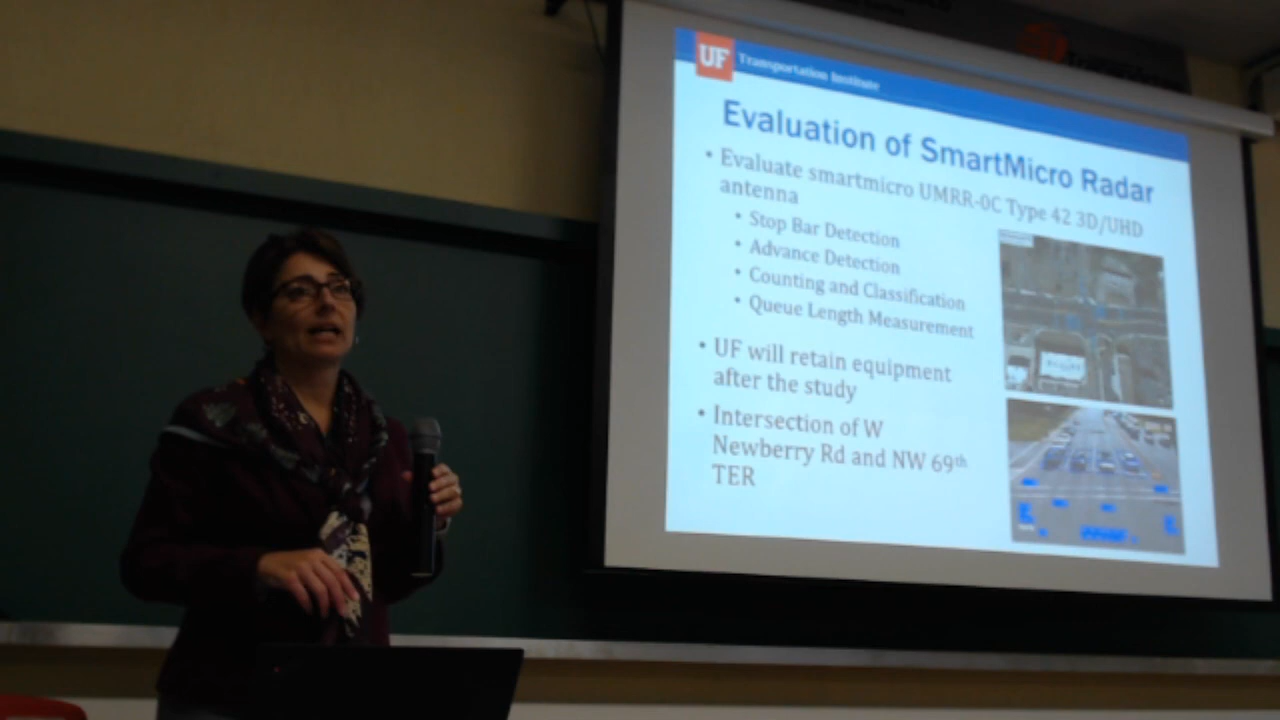 UF Transportation Institute
Evaluation of SmartMicro Radar
• Evaluate smartmicro UMRR-0C Type 42 3D/UHD
antenna
• Stop Bar Detection
• Advance Detection
• Counting and Classification
• Queue Length Measurement
• UF will retain equipment
after the study
• Intersection of W
Newberry Rd and NW 69th
TER